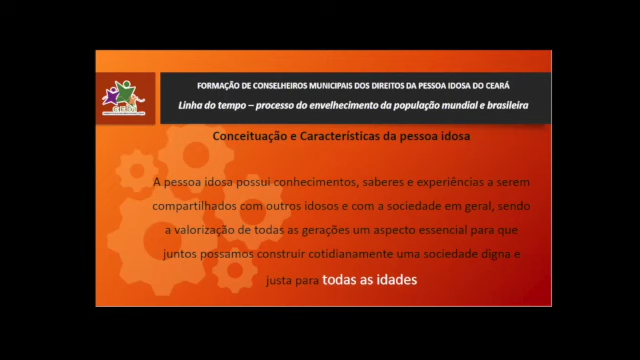 FORMAÇÃO DE CONSELHEIROS MUNICIPAIS DOS DIREITOS DA PESSOA IDOSA DO CEARÁ
Linha do tempo – processo do envelhecimento da população mundial e brasileira
Conceituação e Características da pessoa idosa
A pessoa idosa possui conhecimentos, saberes e experiências a serem
compartilhados com outros idosos e com a sociedade em geral, sendo
a valorização de todas as gerações um aspecto essencial para que
juntos possamos construir cotidianamente uma sociedade digna e
justa para todas as idades